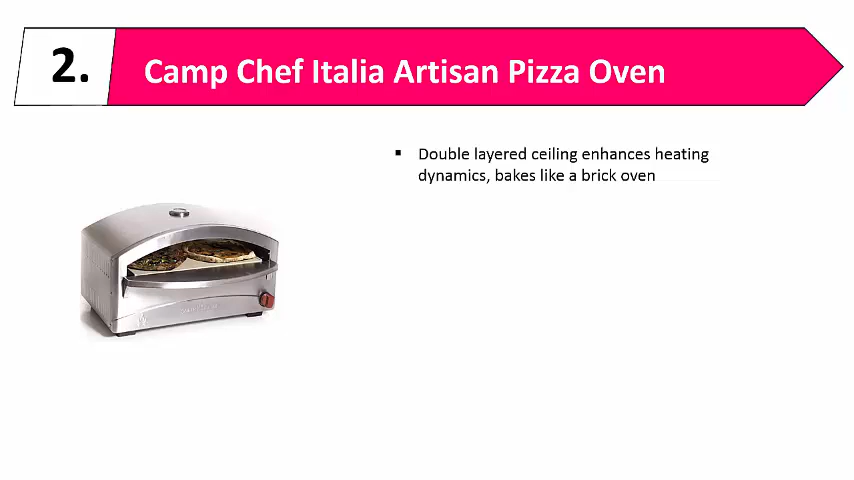 2.
Camp Chef Italia Artisan Pizza Oven
Double layered ceiling enhances heating
dynamics, bakes like a brick oven